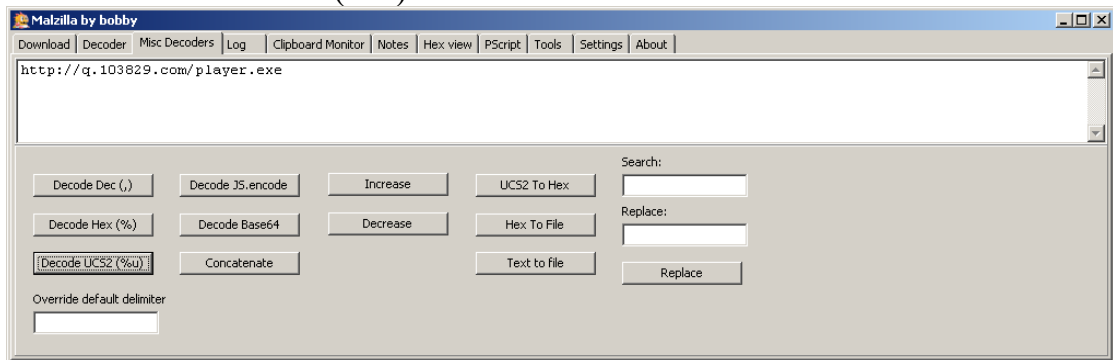 Malzilla by bobby
Download Decoder Misc Decoders Log Clipboard Monitor Notes Hex view PScript Tools Settings About
http://q.103829.com/player.exe
Search:
Decode Dec (,) Decode JS.encode Increase UCS2 To Hex
Replace:
Decode Hex (%) Decode Base64 Decrease Hex To File
Decode UCS2 (%u) Concatenate Text to file Replace
Override default delimiter